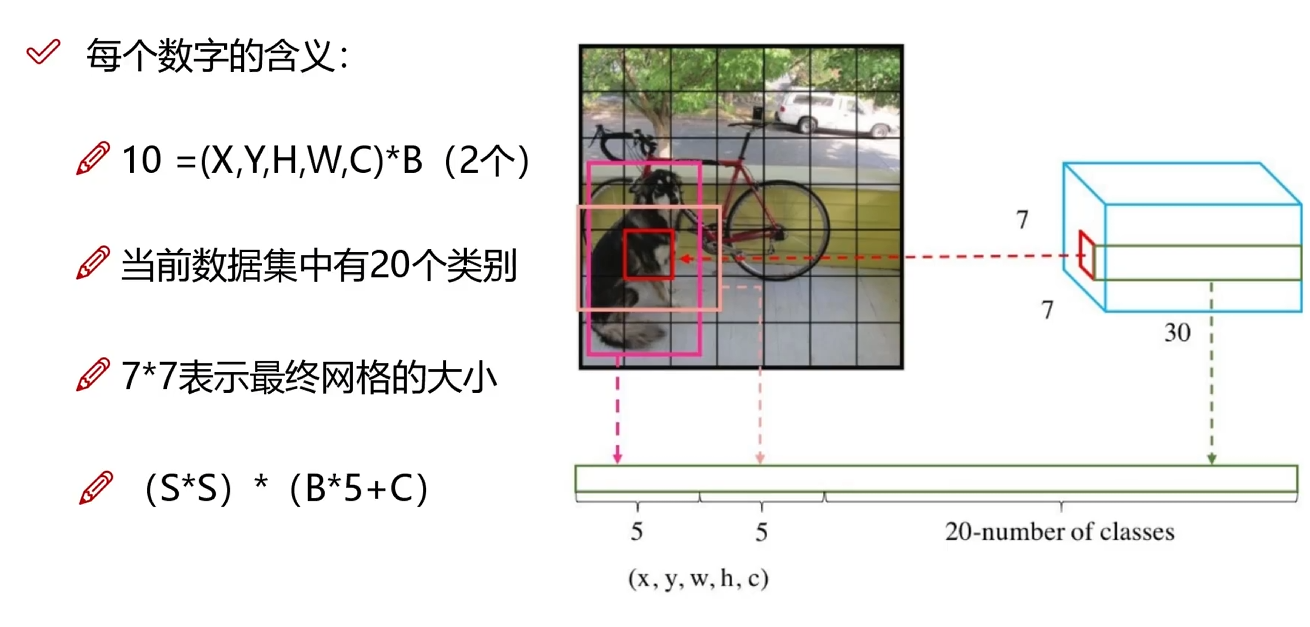 每个数字的含义：
10 =(X,Y,H,W,C)*B（2个）
当前数据集中有20个类别
7*7表示最终网格的大小
（S*S）*（B*5+C）
7
7
30
5
5
20-number of classes
(x, y, w, h, c)